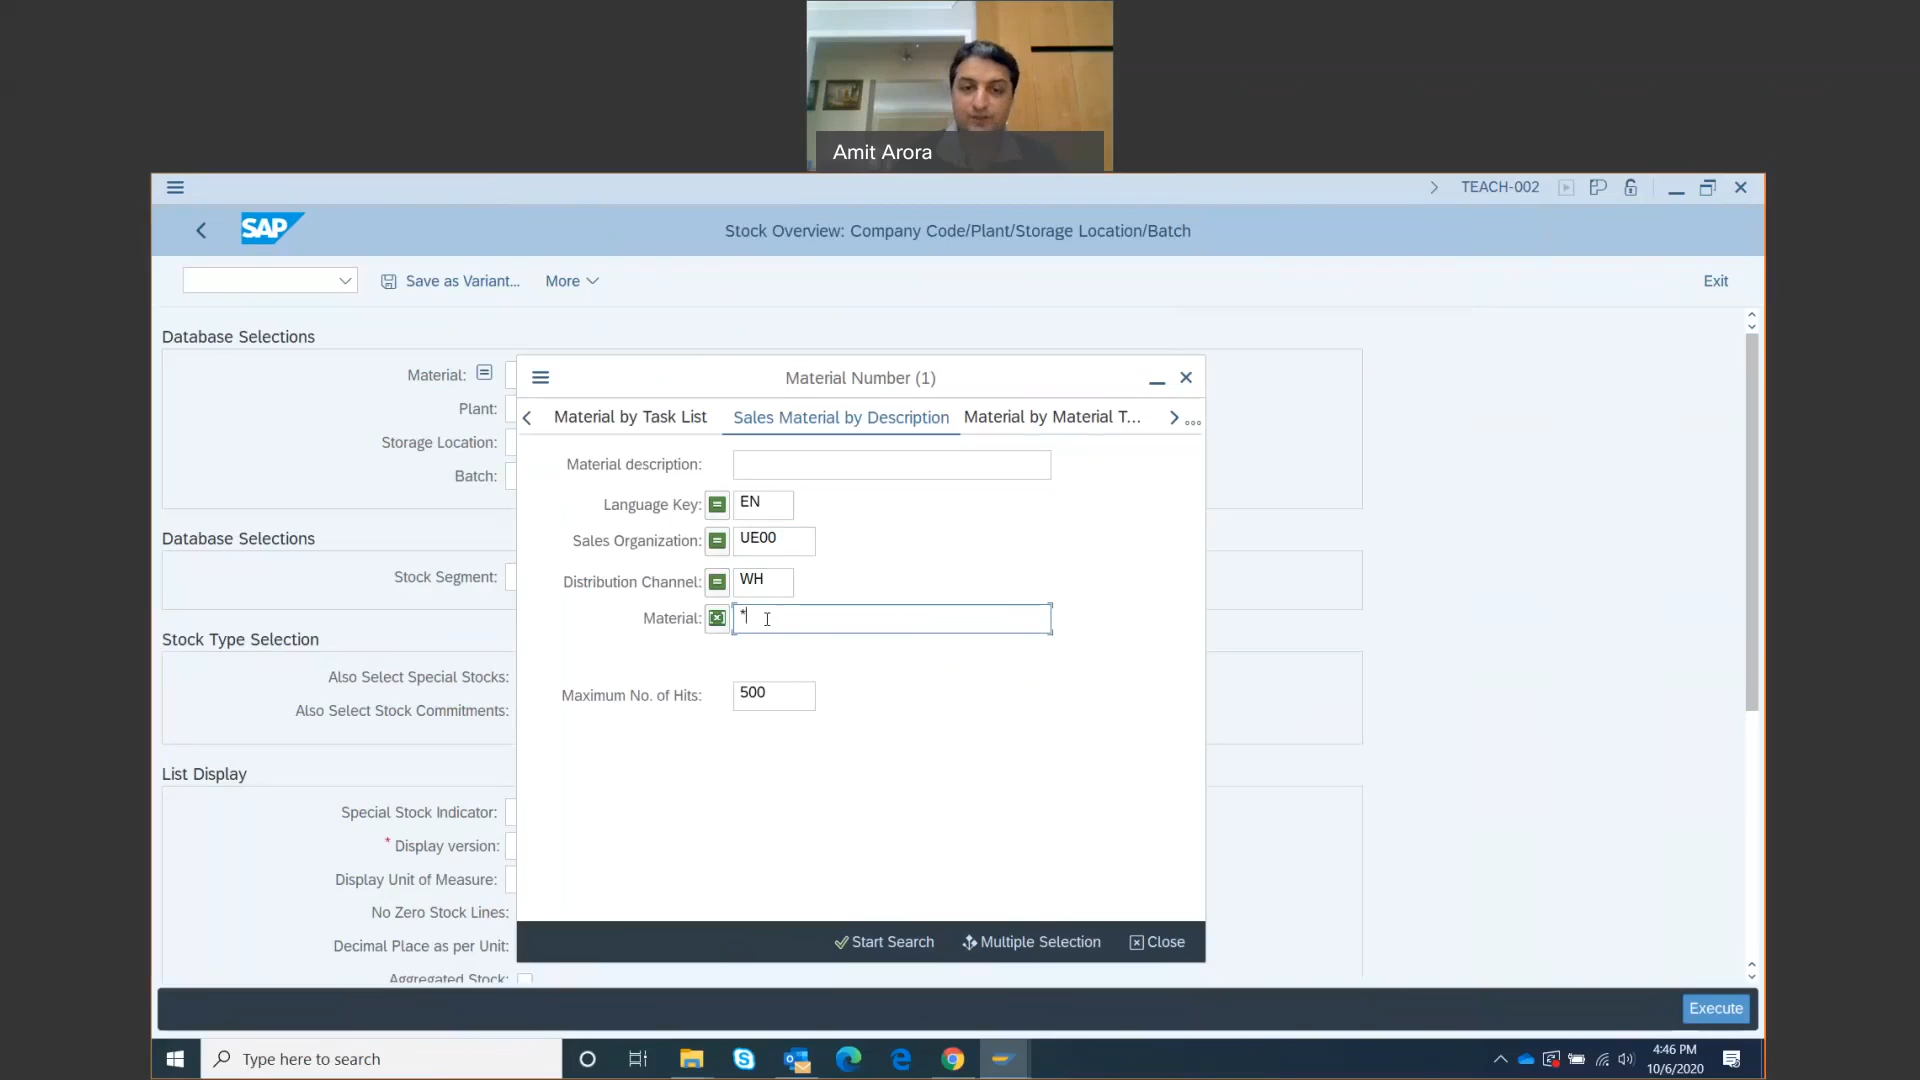 Amit Arora
TEACH-002
SAP
Stock Overview: Company Code/Plant/Storage Location/Batch
Save as Variant...
More
Exit
Database Selections
Material:
Plant:
Storage Location:
Batch:
Database Selections
Stock Segment:
Stock Type Selection
Also Select Special Stocks:
Also Select Stock Commitments:
List Display
Special Stock Indicator:
* Display version:
Display Unit of Measure:
No Zero Stock Lines:
Decimal Place as per Unit:
Aggregated Stock:
Material Number (1)
Material by Task List
Sales Material by Description
Material by Material T...
Material description:
Language Key: EN
Sales Organization: UE00
Distribution Channel: WH
Material: *
Maximum No. of Hits: 500
Start Search
Multiple Selection
Close
Execute
Type here to search
4:46 PM
10/6/2020